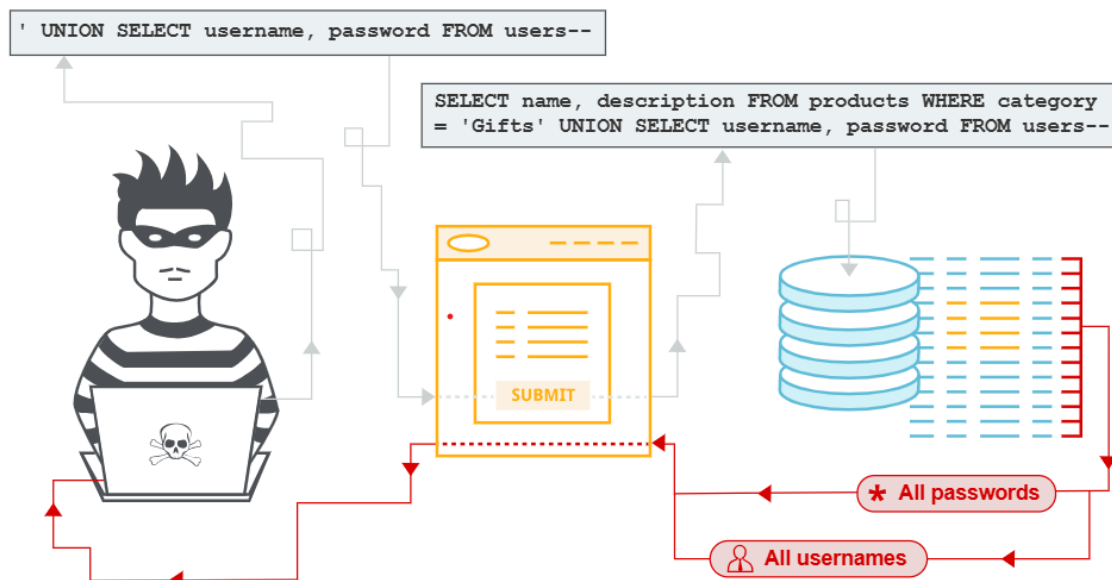 ' UNION SELECT username, password FROM users--
SELECT name, description FROM products WHERE category
= 'Gifts' UNION SELECT username, password FROM users--
SUBMIT
* All passwords
All usernames